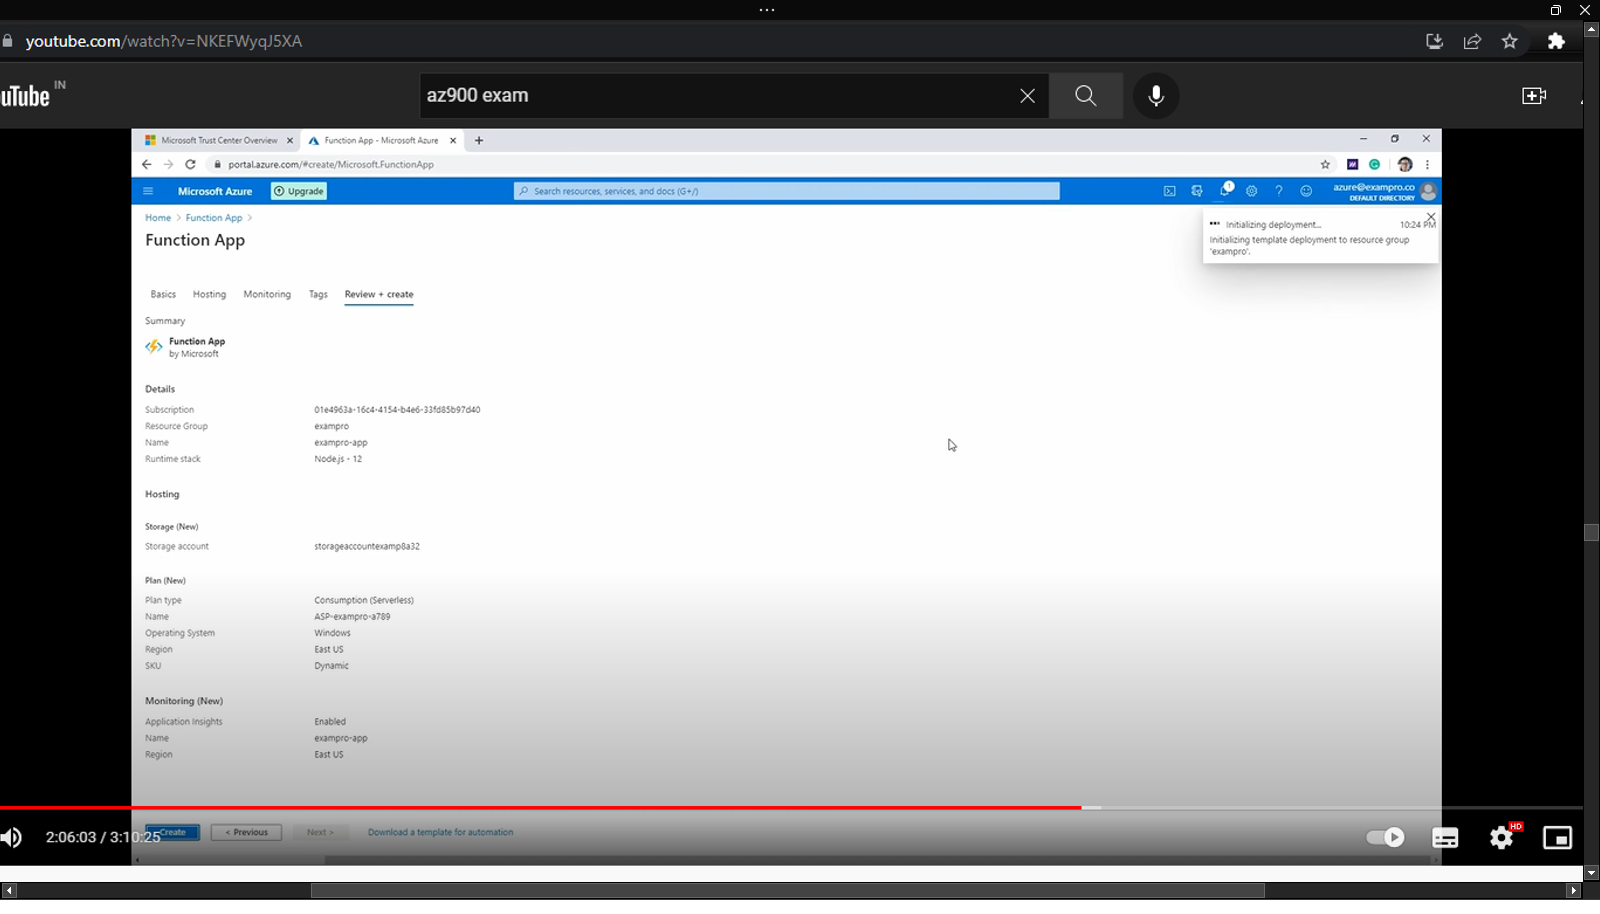 youtube.com/watch?v=NKEFWyqJ5XA
uTube IN
az900 exam
Microsoft Trust Center Overview
Function App - Microsoft Azure
portal.azure.com/#create/Microsoft.FunctionApp
Microsoft Azure
Upgrade
Search resources, services, and docs (G+/)
1
azure@exampro.co
DEFAULT DIRECTORY
Home > Function App >
Function App
Initializing deployment... 10:24 PM
Initializing template deployment to resource group
'exampro'.
Basics Hosting Monitoring Tags Review + create
Summary
Function App
by Microsoft
Details
Subscription 01e4963a-16c4-4154-b4e6-33fd85b97d40
Resource Group exampro
Name exampro-app
Runtime stack Node.js - 12
Hosting
Storage (New)
Storage account storageaccountexamp8a32
Plan (New)
Plan type Consumption (Serverless)
Name ASP-exampro-a789
Operating System Windows
Region East US
SKU Dynamic
Monitoring (New)
Application Insights Enabled
Name exampro-app
Region East US
2:06:03 / 3:10:25
Create < Previous Next > Download a template for automation
HD